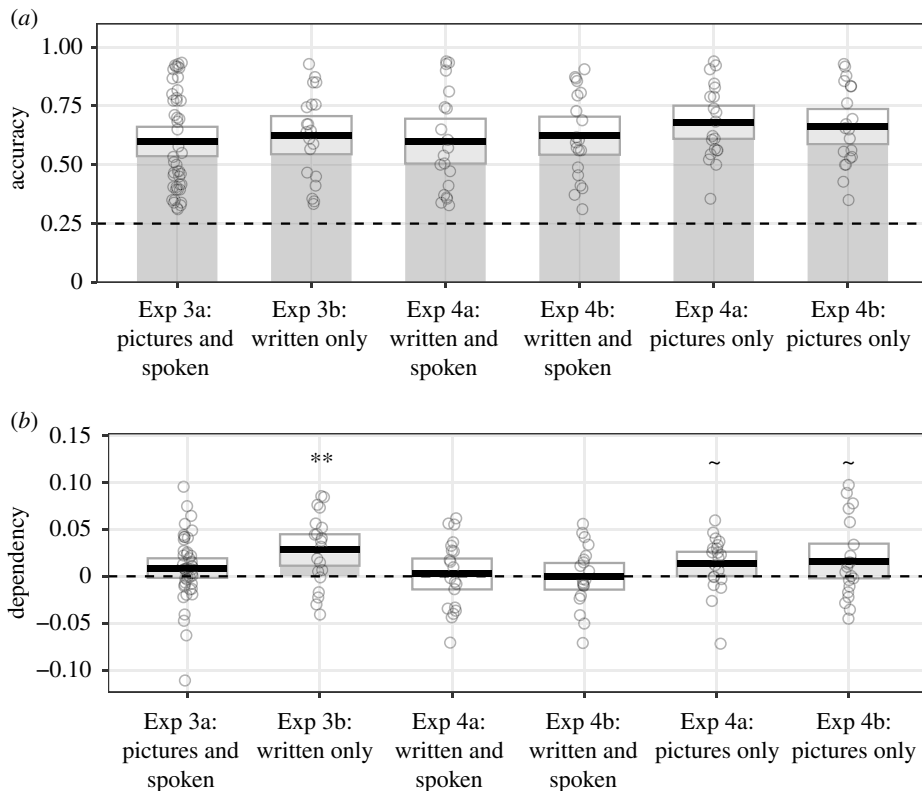 (a)
1.00
0.75
accuracy
0.50
0.25
0
Exp 3a: Exp 3b: Exp 4a: Exp 4b: Exp 4a: Exp 4b:
pictures and written only written and written and pictures only pictures only
spoken spoken spoken
(b)
0.15
** ~ ~
0.10
0.05
dependency
0
−0.05
−0.10
Exp 3a: Exp 3b: Exp 4a: Exp 4b: Exp 4a: Exp 4b:
pictures and written only written and written and pictures only pictures only
spoken spoken spoken